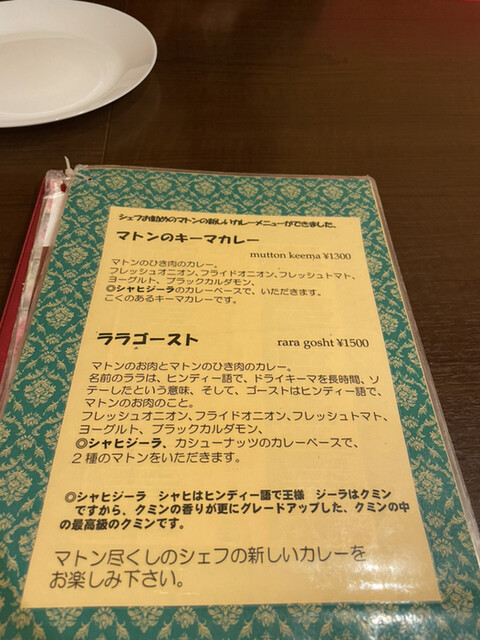 シェフお勧めのマトンの新しいカレーメニューができました。
マトンのキーマカレー
mutton keema ¥1300
マトンのひき肉のカレー。
フレッシュオニオン、フライドオニオン、フレッシュトマト、
ヨーグルト、ブラックカルダモン、
◎シャヒジーラのカレーベースで、いただきます。
こくのあるキーマカレーです。
ララゴースト
rara gosht ¥1500
マトンのお肉とマトンのひき肉のカレー。
名前のララは、ヒンディー語で、ドライキーマを長時間、ソ
テーしたという意味、そして、ゴーストはヒンディー語で、
マトンのお肉のこと。
フレッシュオニオン、フライドオニオン、フレッシュトマト、
ヨーグルト、ブラックカルダモン、
◎シャヒジーラ、カシューナッツのカレーベースで、
2種のマトンをいただきます。
◎シャヒジーラ　シャヒはヒンディー語で王様　ジーラはクミン
ですから、クミンの香りが更にグレードアップした、クミンの中
の最高級のクミンです。
マトン尽くしのシェフの新しいカレーを
お楽しみ下さい。